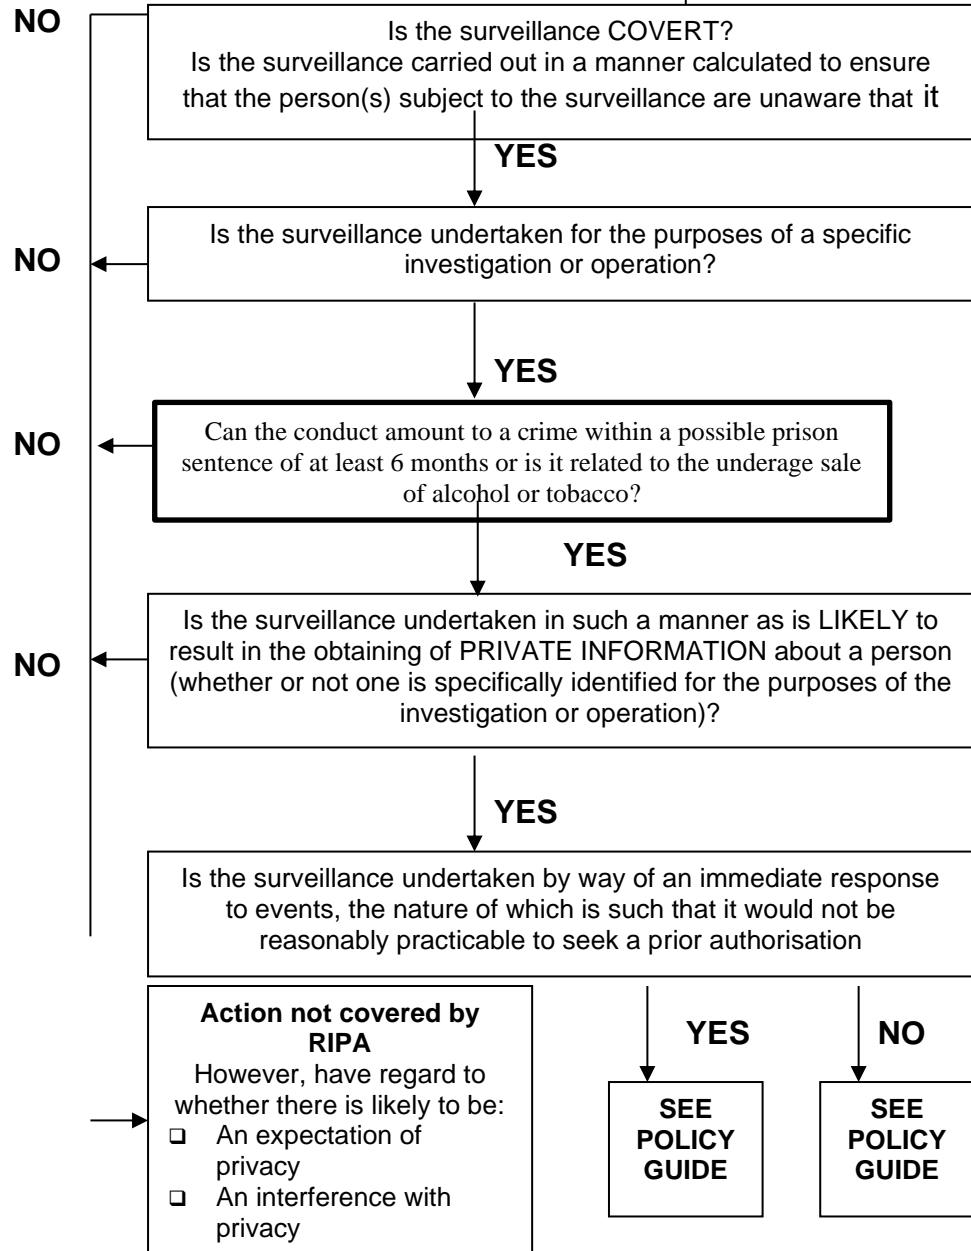 NO
Is the surveillance COVERT?
Is the surveillance carried out in a manner calculated to ensure
that the person(s) subject to the surveillance are unaware that it
YES
NO
Is the surveillance undertaken for the purposes of a specific
investigation or operation?
YES
NO
Can the conduct amount to a crime within a possible prison
sentence of at least 6 months or is it related to the underage sale
of alcohol or tobacco?
YES
NO
Is the surveillance undertaken in such a manner as is LIKELY to
result in the obtaining of PRIVATE INFORMATION about a person
(whether or not one is specifically identified for the purposes of the
investigation or operation)?
YES
Is the surveillance undertaken by way of an immediate response
to events, the nature of which is such that it would not be
reasonably practicable to seek a prior authorisation
Action not covered by
RIPA
However, have regard to
whether there is likely to be:
❑ An expectation of
privacy
❑ An interference with
privacy
YES
NO
SEE
POLICY
GUIDE
SEE
POLICY
GUIDE